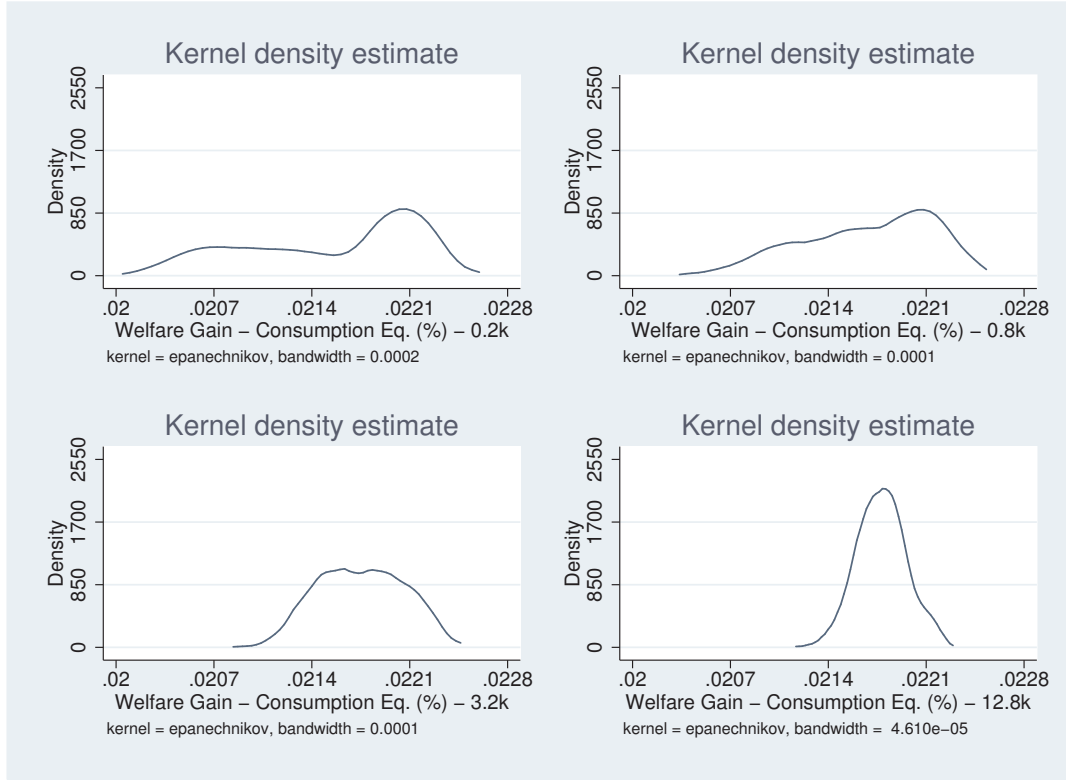 Kernel density estimate
Density
2550
1700
850
0
.02 .0207 .0214 .0221 .0228
Welfare Gain − Consumption Eq. (%) − 0.2k
kernel = epanechnikov, bandwidth = 0.0002
Kernel density estimate
Density
2550
1700
850
0
.02 .0207 .0214 .0221 .0228
Welfare Gain − Consumption Eq. (%) − 0.8k
kernel = epanechnikov, bandwidth = 0.0001
Kernel density estimate
Density
2550
1700
850
0
.02 .0207 .0214 .0221 .0228
Welfare Gain − Consumption Eq. (%) − 3.2k
kernel = epanechnikov, bandwidth = 0.0001
Kernel density estimate
Density
2550
1700
850
0
.02 .0207 .0214 .0221 .0228
Welfare Gain − Consumption Eq. (%) − 12.8k
kernel = epanechnikov, bandwidth = 4.610e−05